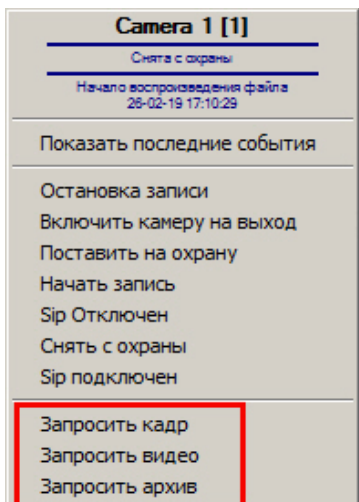 Camera 1 [1]
Снята с охраны
Начало воспроизведения файла
26-02-19 17:10:29
Показать последние события
Остановка записи
Включить камеру на выход
Поставить на охрану
Начать запись
Sip Отключен
Снять с охраны
Sip подключен
Запросить кадр
Запросить видео
Запросить архив